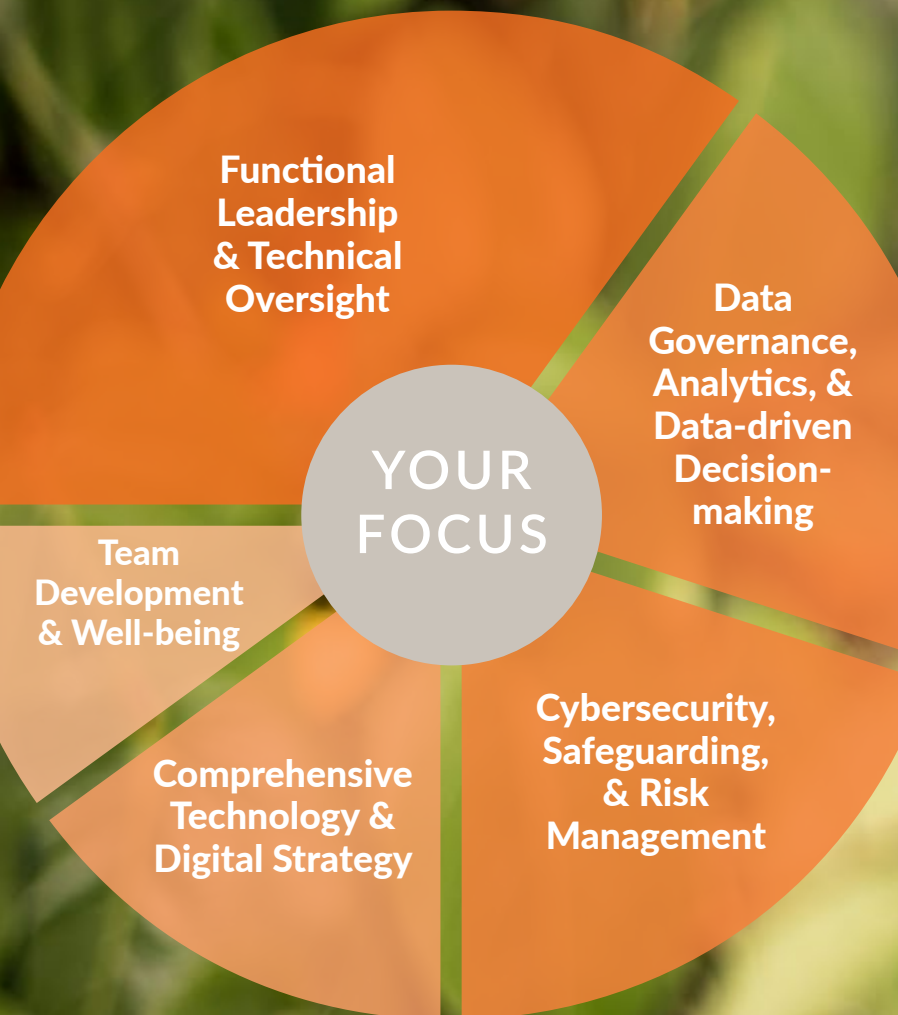 Functional
Leadership
& Technical
Oversight
Data
Governance,
Analytics, &
Data-driven
Decision-
making
YOUR
FOCUS
Team
Development
& Well-being
Cybersecurity,
Safeguarding,
& Risk
Management
Comprehensive
Technology &
Digital Strategy